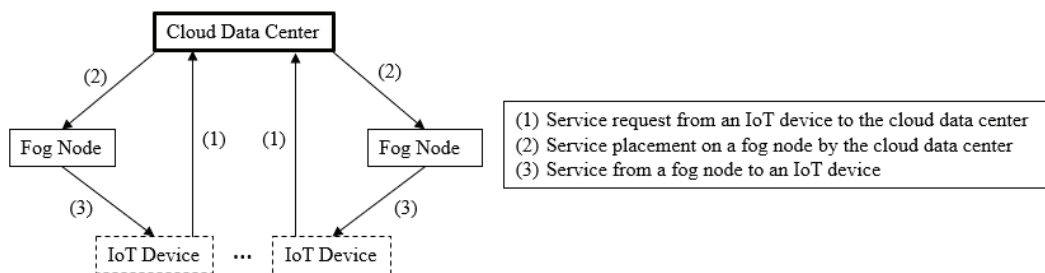 Cloud Data Center
(2)
(2)
(1) Service request from an IoT device to the cloud data center
Fog Node
(1)
(1)
Fog Node
(2) Service placement on a fog node by the cloud data center
(3) Service from a fog node to an IoT device
(3)
(3)
IoT Device
...
IoT Device